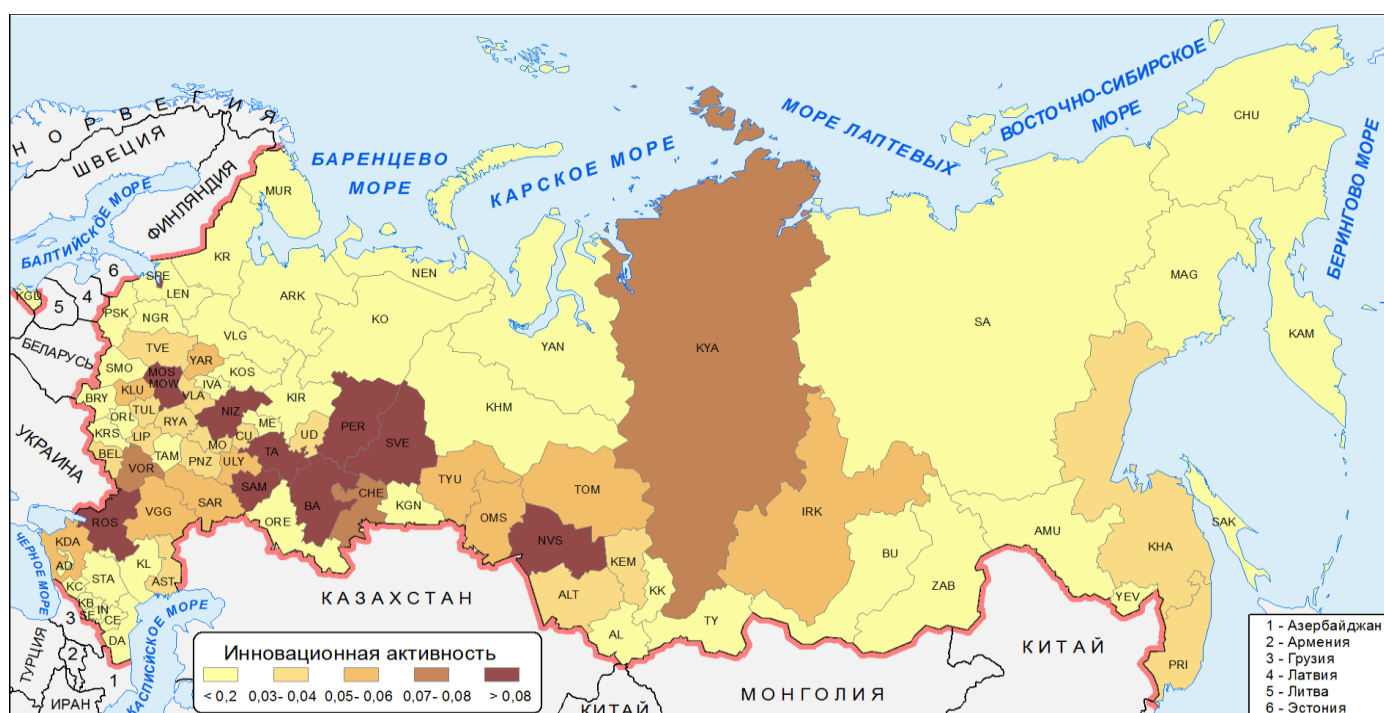 НОРВЕГИЯ
ШВЕЦИЯ
ФИНЛЯНДИЯ
БАЛТИЙСКОЕ МОРЕ
БАРЕНЦЕВО
МОРЕ
КАРСКОЕ МОРЕ
МОРЕ ЛАПТЕВЫХ
ВОСТОЧНО-СИБИРСКОЕ
МОРЕ
БЕРИНГОВО МОРЕ
CHU
MUR
KR
NEN
MAG
6
SPE
LEN
KGD
5
4
PSK
NGR
ARK
KO
SA
KAM
VLG
YAN
KYA
БЕЛАРУСЬ
TVE
YAR
SMO
MOS
MOW
KOS
IVA
KLU
VLA
BRY
KIR
KHM
TUL
NIZ
ORL
RYA
ME
PER
SVE
KRS
LIP
MO
CU
UD
УКРАИНА
BEL
TAM
PNZ
ULY
TA
VOR
SAM
CHE
TYU
TOM
SAR
BA
KGN
VGG
OMS
IRK
ROS
ORE
NVS
SAK
AMU
KHA
KDA
BU
AD
KL
KEM
STA
AST
ZAB
KC
ALT
KK
YEV
KB
SE
IN
CE
TY
DA
AL
PRI
ЧЕРНОЕ МОРЕ
КАСПИСЙКОЕ МОРЕ
КАЗАХСТАН
КИТАЙ
МОНГОЛИЯ
КИТАЙ
3
ТУРЦИЯ
2
1
ИРАН
Инновационная активность
< 0,2 0,03- 0,04 0,05- 0,06 0,07- 0,08 > 0,08
1 - Азербайджан
2 - Армения
3 - Грузия
4 - Латвия
5 - Литва
6 - Эстония